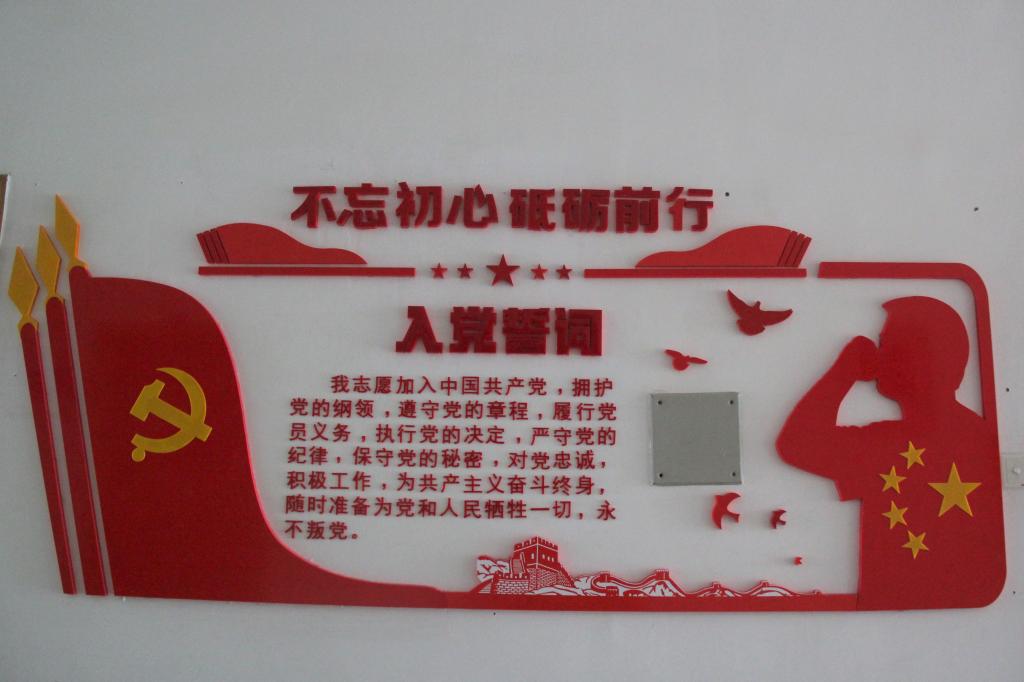 不忘初心 砥砺前行
入党誓词
我志愿加入中国共产党，拥护
党的纲领，遵守党的章程，履行党
员义务，执行党的决定，严守党的
纪律，保守党的秘密，对党忠诚，
积极工作，为共产主义奋斗终身，
随时准备为党和人民牺牲一切，永
不叛党。